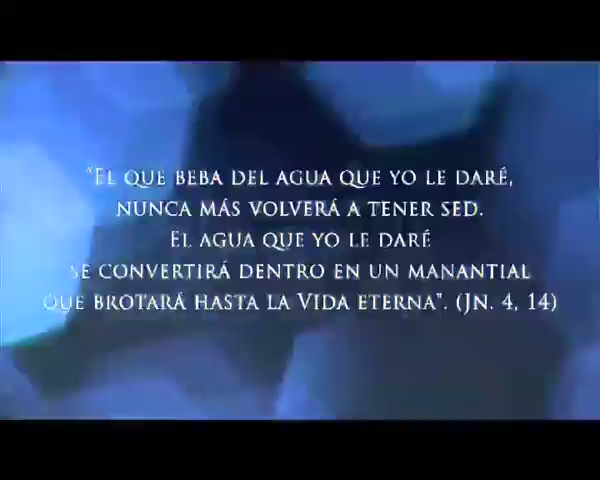 "El que beba del agua que yo le daré,
nunca más volverá a tener sed.
El agua que yo le daré
se convertirá dentro en un manantial
que brotará hasta la Vida eterna". (Jn. 4, 14)